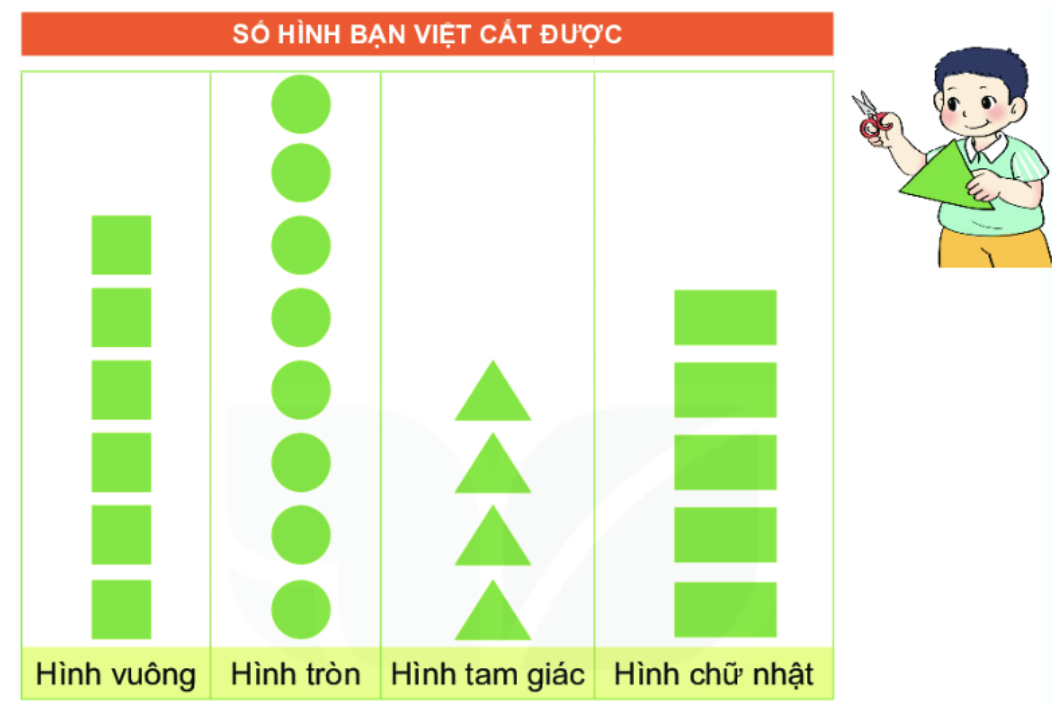 SỐ HÌNH BẠN VIỆT CẮT ĐƯỢC
Hình vuông Hình tròn Hình tam giác Hình chữ nhật